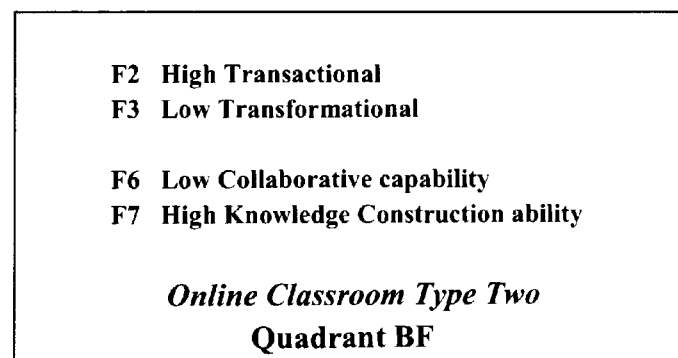 F2 High Transactional
F3 Low Transformational
F6 Low Collaborative capability
F7 High Knowledge Construction ability
Online Classroom Type Two
Quadrant BF